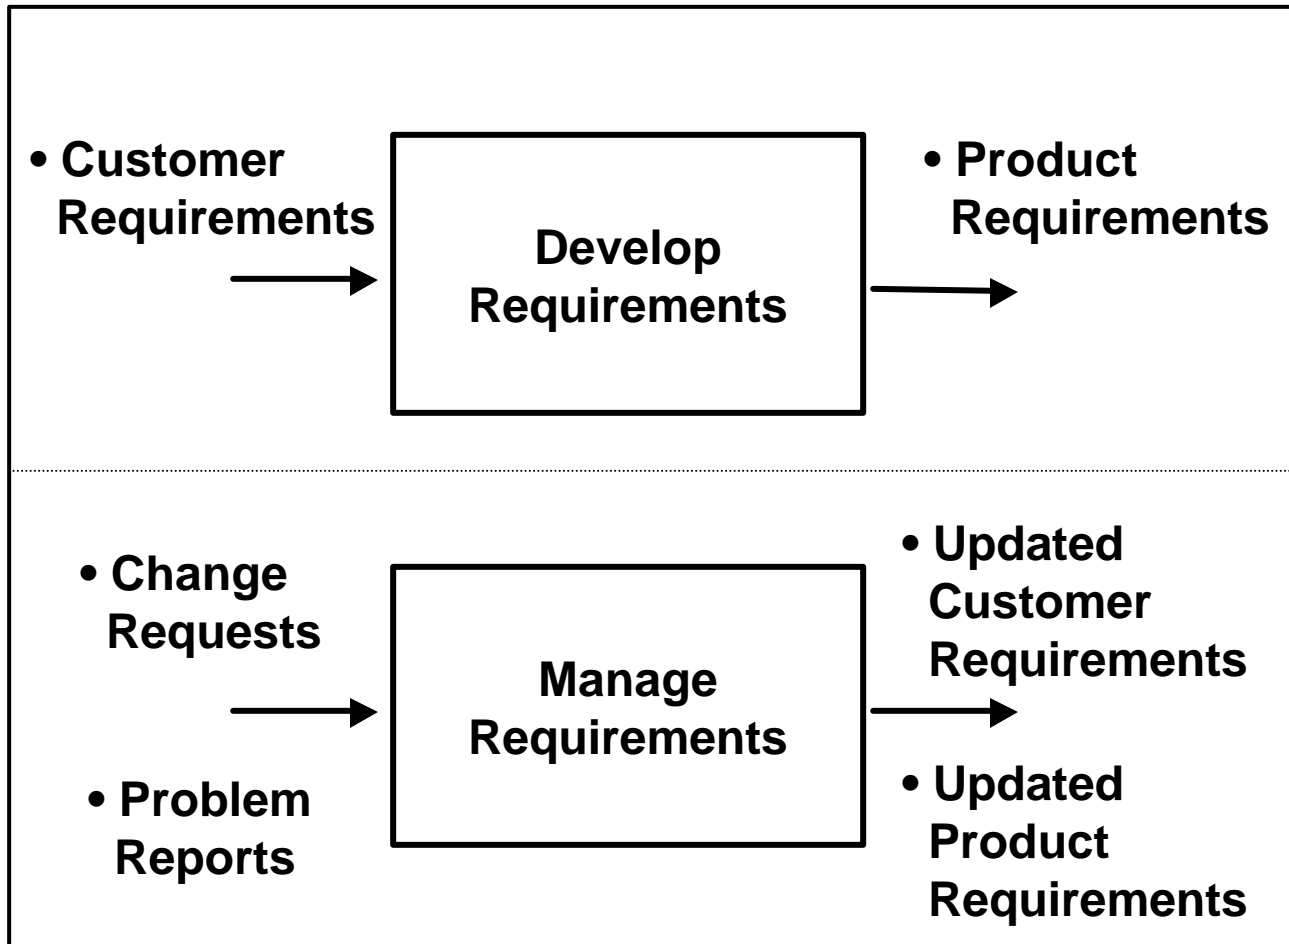 • Customer
Requirements
Develop
Requirements
• Product
Requirements
• Change
Requests
• Problem
Reports
Manage
Requirements
• Updated
Customer
Requirements
• Updated
Product
Requirements